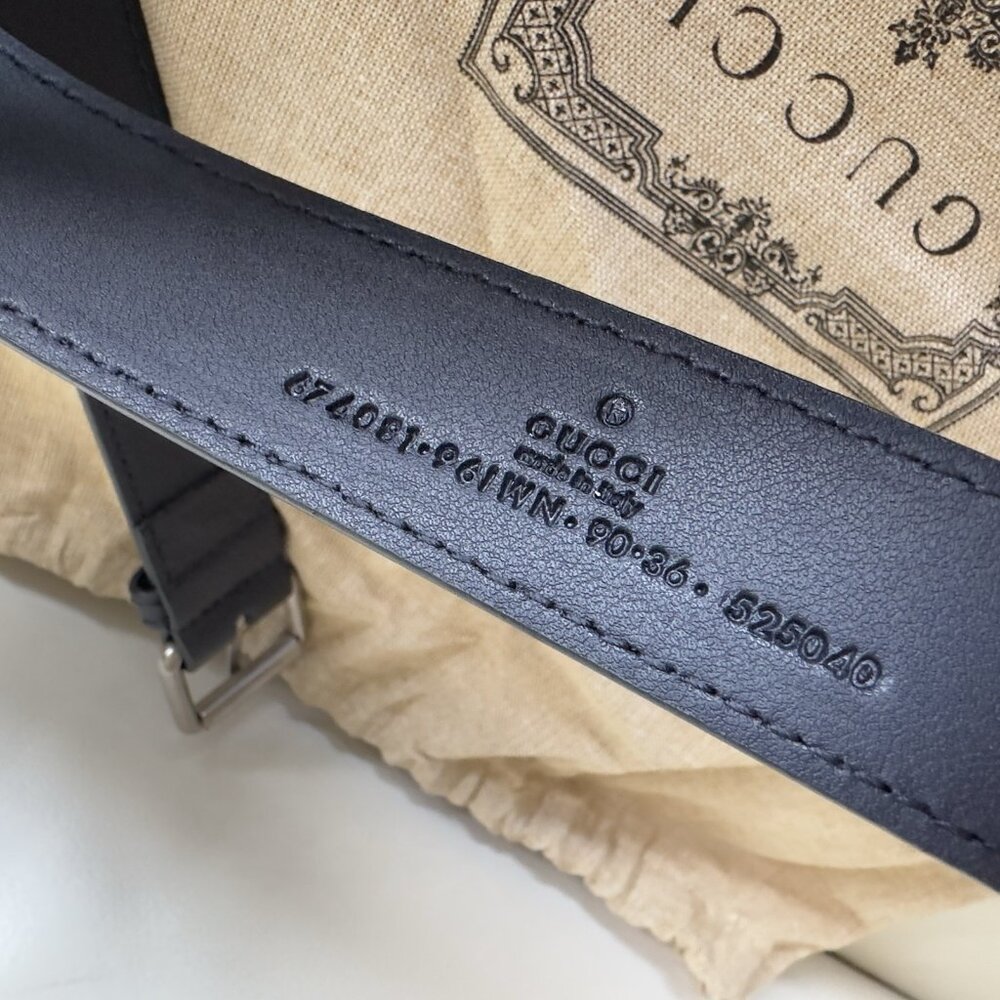 GUCCI
®
GUCCI
made in italy
674081·96IWN· 90·36· 525040